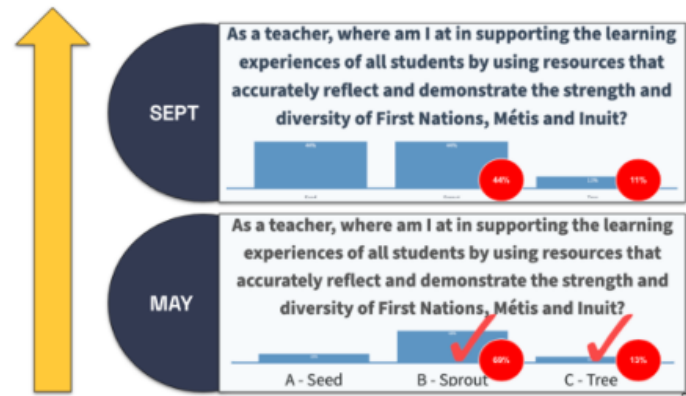 As a teacher, where am I at in supporting the learning
experiences of all students by using resources that
accurately reflect and demonstrate the strength and
diversity of First Nations, Métis and Inuit?
SEPT
44%
11%
As a teacher, where am I at in supporting the learning
experiences of all students by using resources that
accurately reflect and demonstrate the strength and
diversity of First Nations, Métis and Inuit?
MAY
69%
13%
A - Seed
B - Sprout
C - Tree